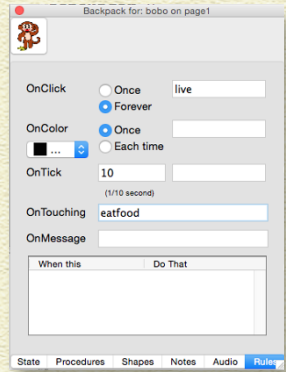 Backpack for: bobo on page1
OnClick Once live
Forever
OnColor Once
... Each time
OnTick 10
(1/10 second)
OnTouching eatfood
OnMessage
When this Do That
State Procedures Shapes Notes Audio Rules